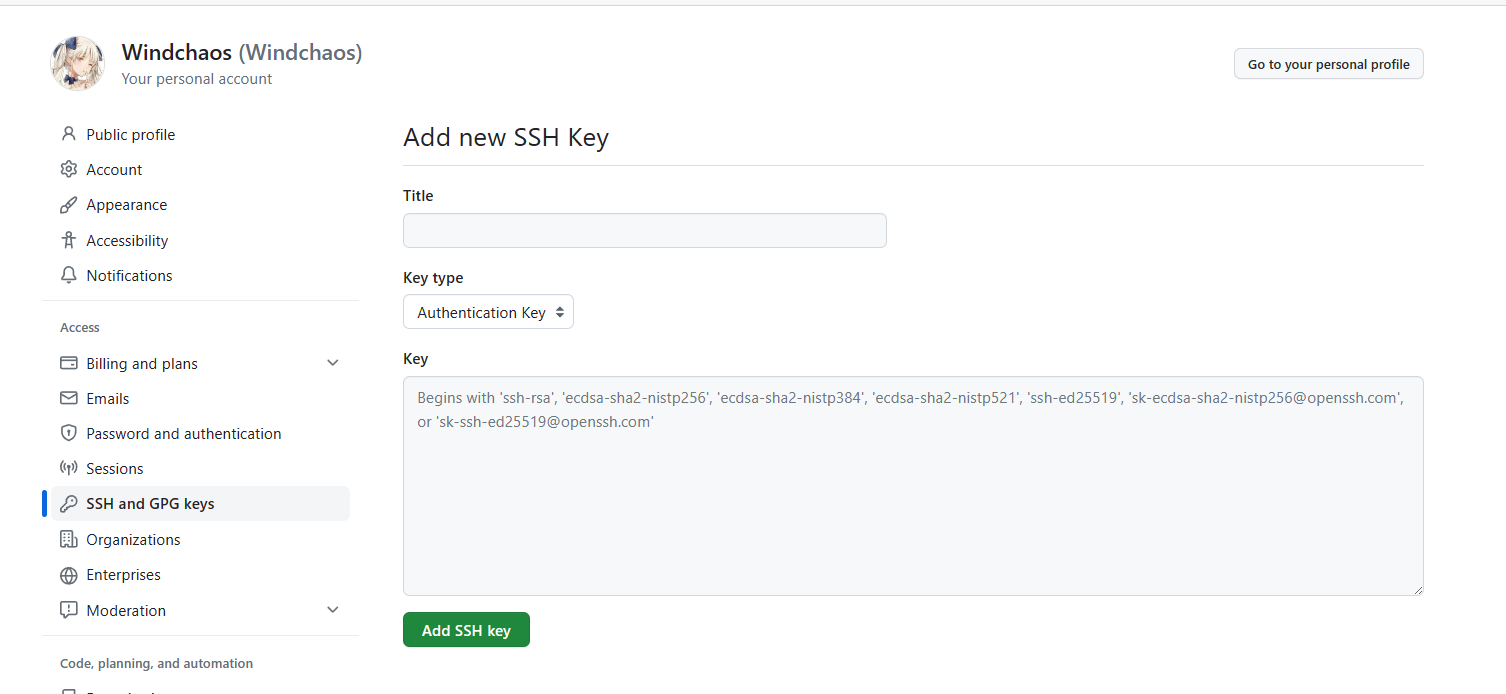 Windchaos (Windchaos)
Your personal account
Go to your personal profile
Public profile
Account
Appearance
Accessibility
Notifications
Access
Billing and plans
Emails
Password and authentication
Sessions
SSH and GPG keys
Organizations
Enterprises
Moderation
Code, planning, and automation
Add new SSH Key
Title
Key type
Authentication Key
Key
Begins with 'ssh-rsa', 'ecdsa-sha2-nistp256', 'ecdsa-sha2-nistp384', 'ecdsa-sha2-nistp521', 'ssh-ed25519', 'sk-ecdsa-sha2-nistp256@openssh.com',
or 'sk-ssh-ed25519@openssh.com'
Add SSH key